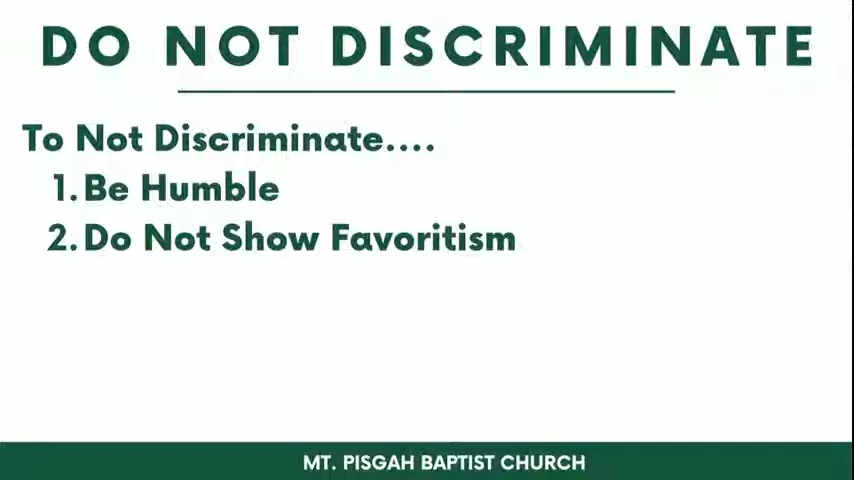 DO NOT DISCRIMINATE
To Not Discriminate....
1. Be Humble
2. Do Not Show Favoritism
MT. PISGAH BAPTIST CHURCH